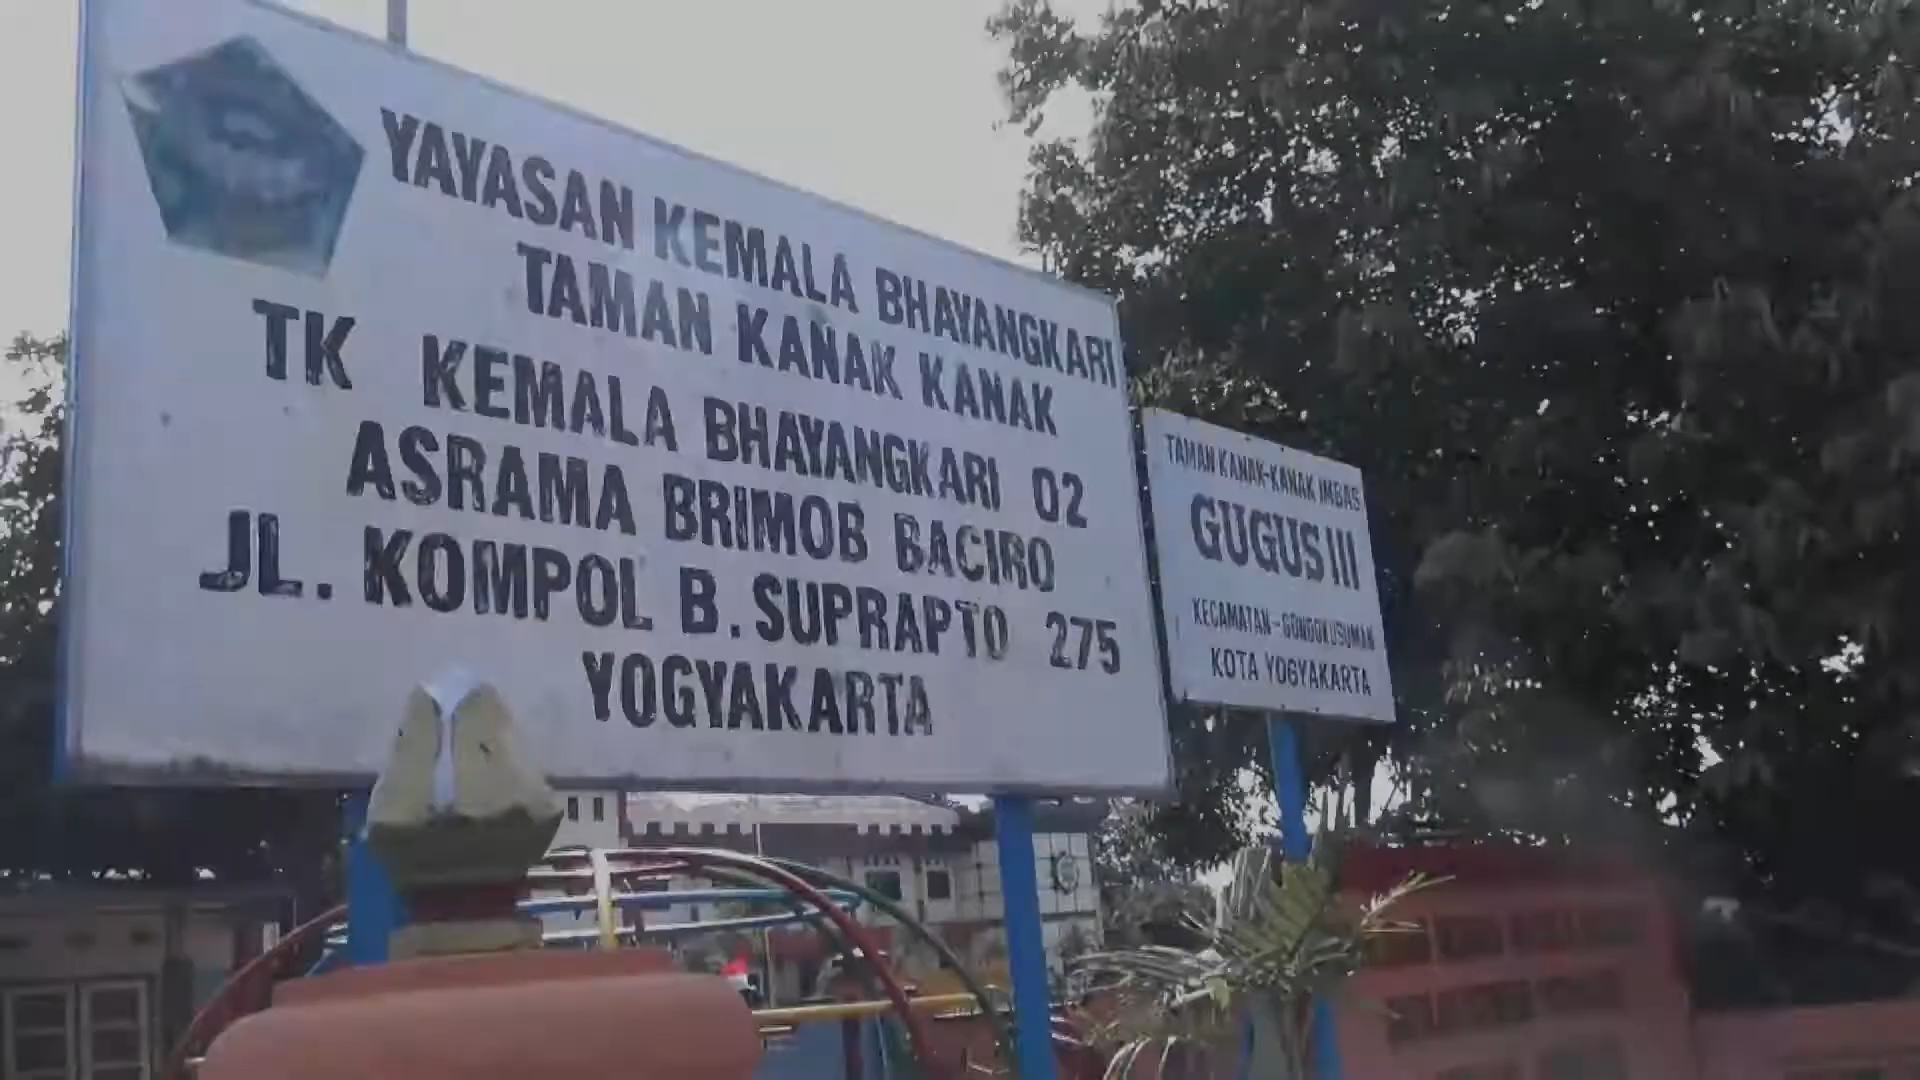 YAYASAN KEMALA BHAYANGKARI
TAMAN KANAK KANAK
TK KEMALA BHAYANGKARI 02
ASRAMA BRIMOB BACIRO
JL. KOMPOL B. SUPRAPTO 275
YOGYAKARTA
TAMAN KANAK-KANAK IMBAS
GUGUS III
KECAMATAN-GONDOKUSUMAN
KOTA YOGYAKARTA